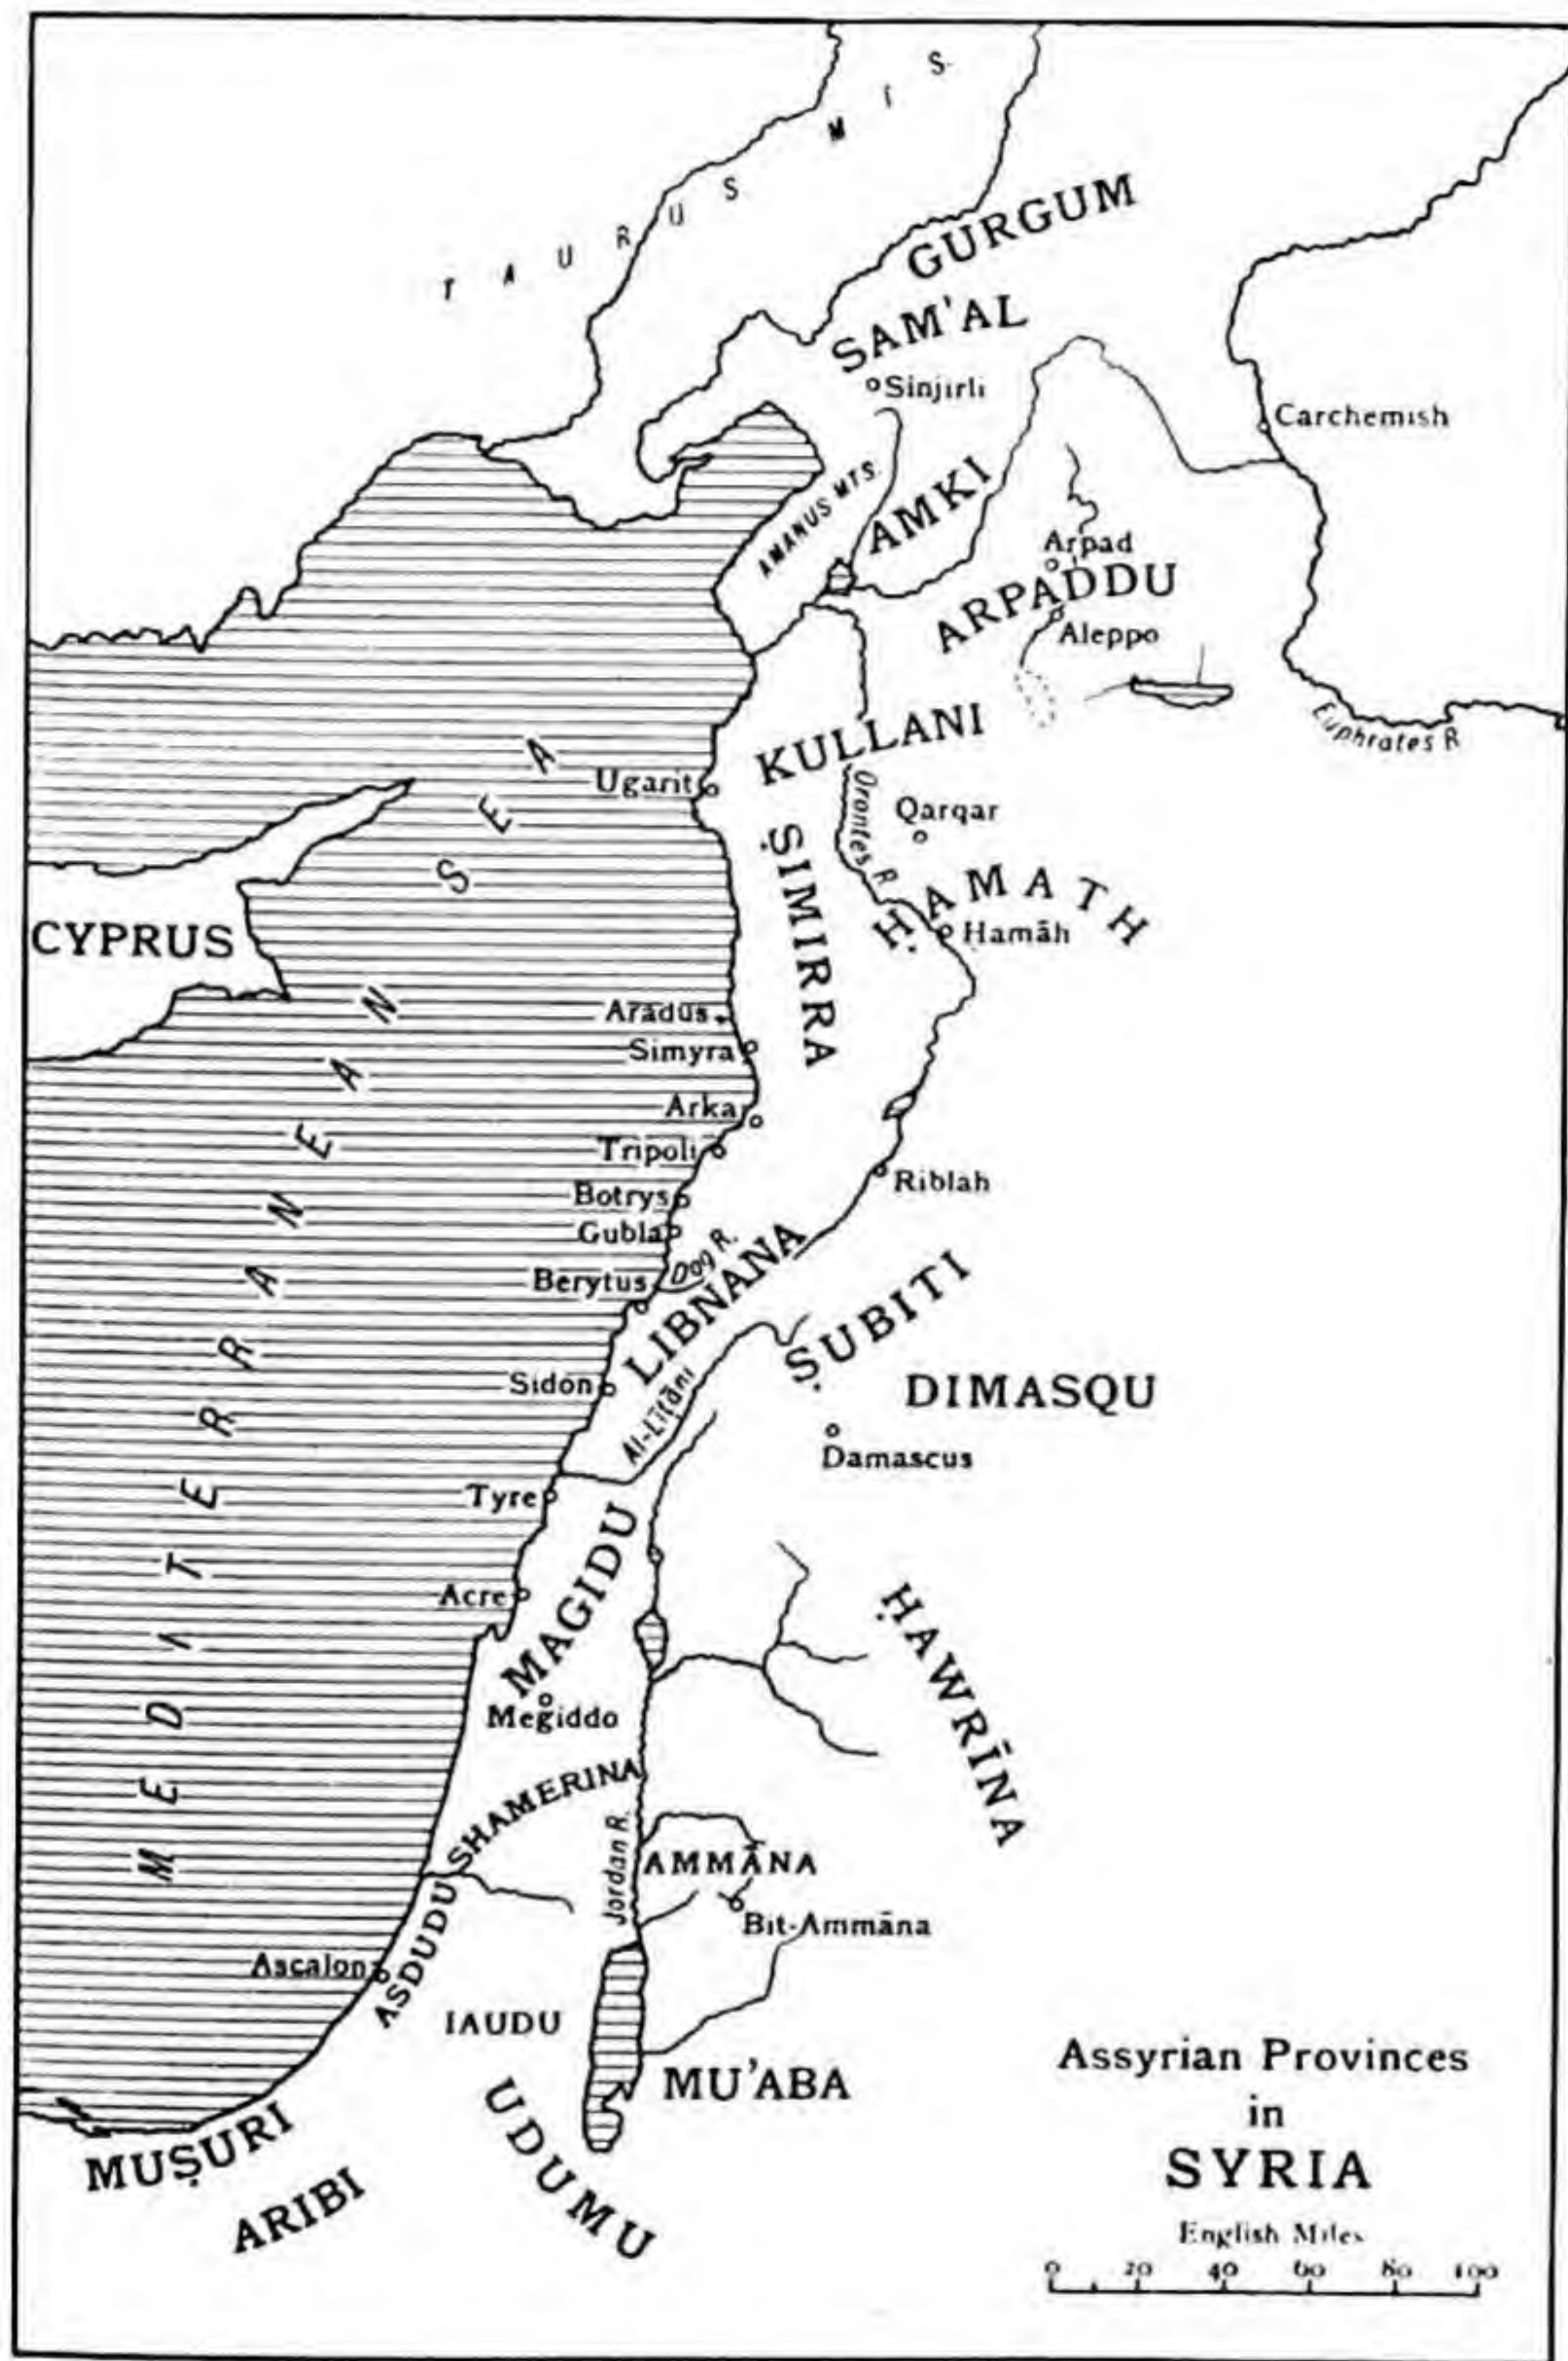 TAURUS MTS.
GURGUM
SAM'AL
Sinjirli
Carchemish
AMANUS MTS.
AMKI
Arpad
ARPADDU
Aleppo
Euphrates R
KULLANI
Ugarit
Orontes R.
Qarqar
ṢIMIRRA
ḤAMATH
Hamāh
CYPRUS
MEDITERRANEAN SEA
Aradus
Simyra
Arka
Tripoli
Riblah
Botrys
Gubla
Dog R.
Berytus
LIBNANA
ṢUBITI
Sidon
Al-Līṭāni
DIMASQU
Damascus
Tyre
MAGIDU
Acre
ḤAWRĪNA
Megiddo
SHAMERINA
Jordan R.
AMMĀNA
Bit-Ammāna
ASDUDU
Ascalon
IAUDU
MU'ABA
UDUMU
MUṢURI
ARIBI
Assyrian Provinces
in
SYRIA
English Miles
0 20 40 60 80 100